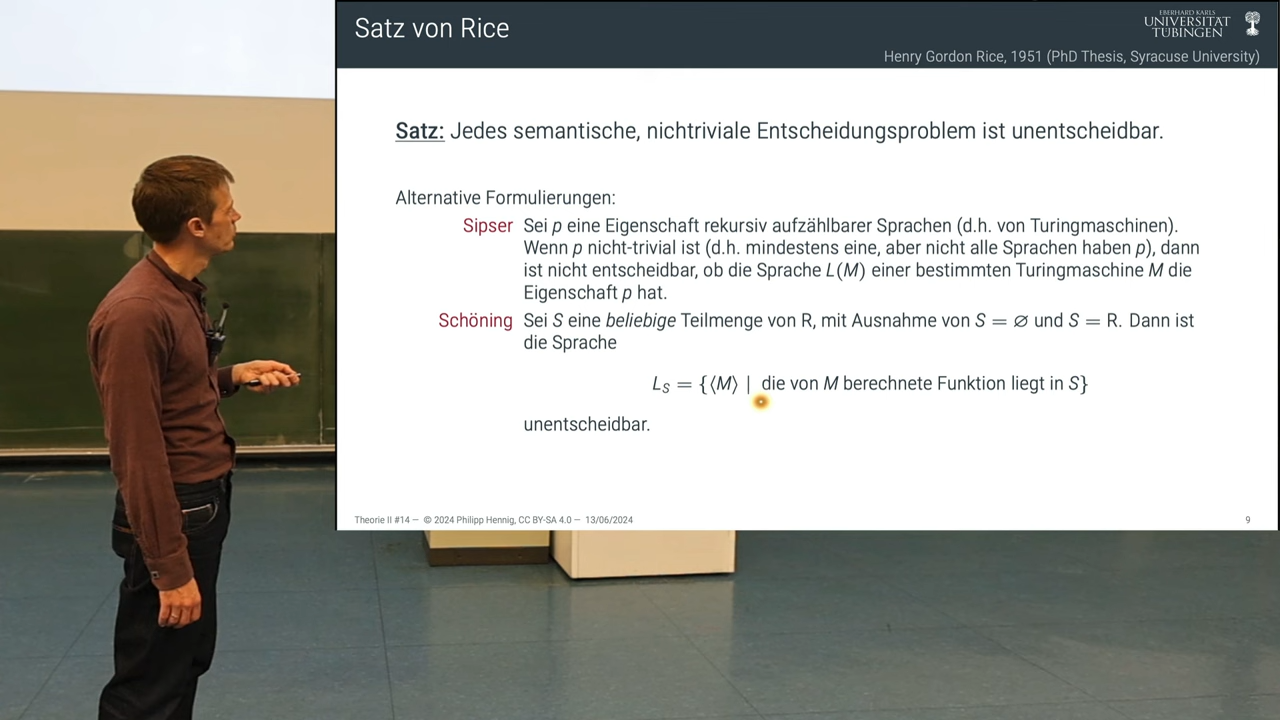 Satz von Rice
EBERHARD KARLS
UNIVERSITÄT
TÜBINGEN
Henry Gordon Rice, 1951 (PhD Thesis, Syracuse University)
Satz: Jedes semantische, nichtriviale Entscheidungsproblem ist unentscheidbar.
Alternative Formulierungen:
Sipser Sei p eine Eigenschaft rekursiv aufzählbarer Sprachen (d.h. von Turingmaschinen).
Wenn p nicht-trivial ist (d.h. mindestens eine, aber nicht alle Sprachen haben p), dann
ist nicht entscheidbar, ob die Sprache L(M) einer bestimmten Turingmaschine M die
Eigenschaft p hat.
Schöning Sei S eine beliebige Teilmenge von R, mit Ausnahme von S = ∅ und S = R. Dann ist
die Sprache
L_S = {⟨M⟩ | die von M berechnete Funktion liegt in S}
unentscheidbar.
Theorie II #14 — © 2024 Philipp Hennig, CC BY-SA 4.0 — 13/06/2024
9